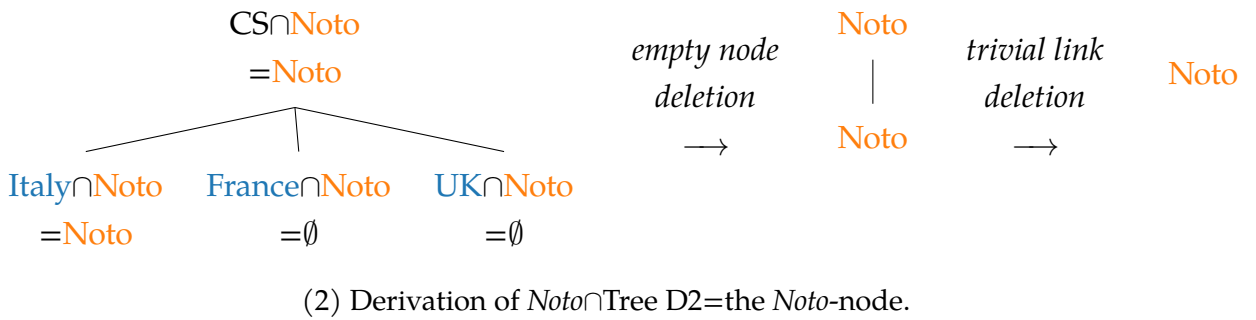 CS∩Noto
=Noto
Italy∩Noto
=Noto
France∩Noto
=∅
UK∩Noto
=∅
empty node
deletion
→
Noto
|
Noto
trivial link
deletion
→
Noto
(2) Derivation of Noto∩Tree D2=the Noto-node.